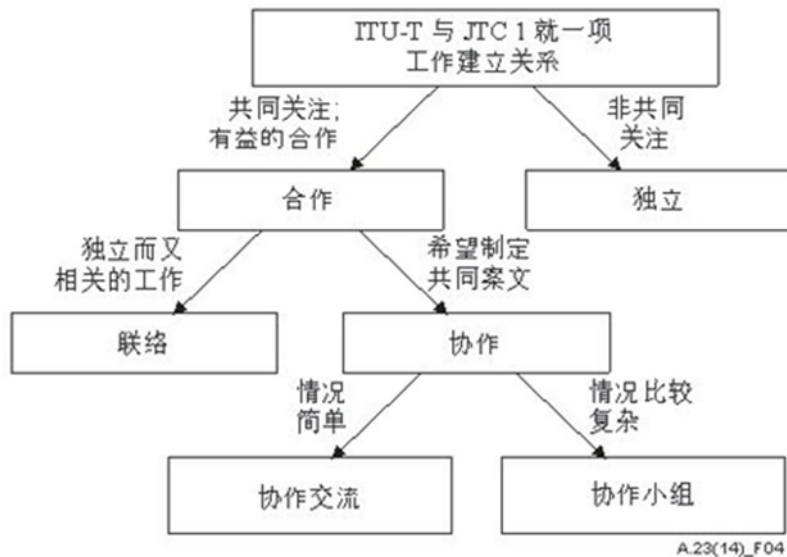 ITU-T 与 JTC 1 就一项
工作建立关系
共同关注;
有益的合作
非共同
关注
合作
独立
独立而又
相关的工作
希望制定
共同案文
联络
协作
情况
简单
情况比较
复杂
协作交流
协作小组
A.23(14)_F04